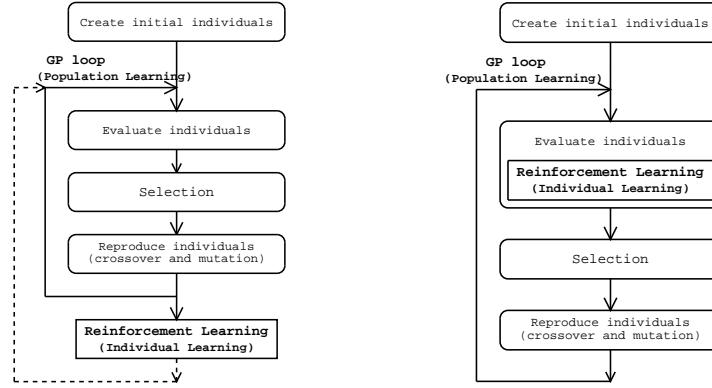 Create initial individuals
GP loop
(Population Learning)
Evaluate individuals
Selection
Reproduce individuals
(crossover and mutation)
Reinforcement Learning
(Individual Learning)
Create initial individuals
GP loop
(Population Learning)
Evaluate individuals
Reinforcement Learning
(Individual Learning)
Selection
Reproduce individuals
(crossover and mutation)